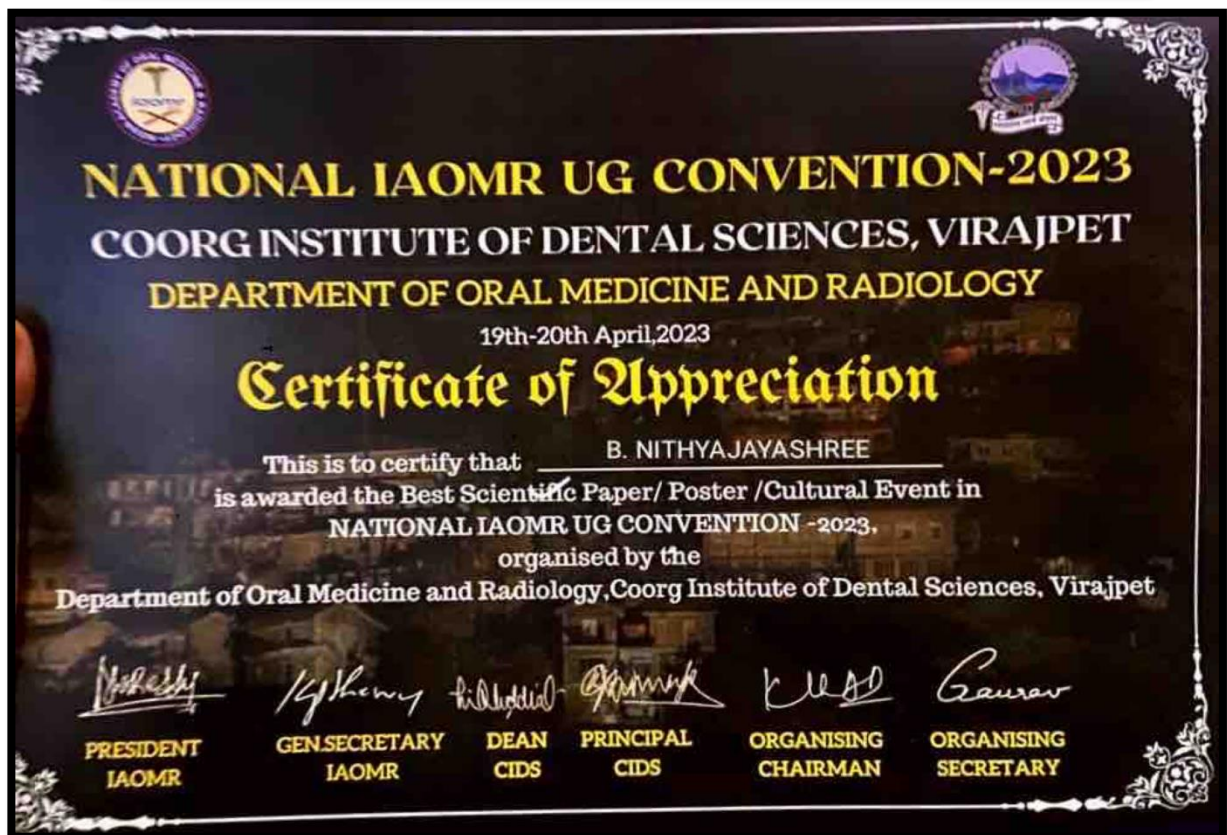 NATIONAL IAOMR UG CONVENTION-2023
COORG INSTITUTE OF DENTAL SCIENCES, VIRAJPET
DEPARTMENT OF ORAL MEDICINE AND RADIOLOGY
19th-20th April,2023
Certificate of Appreciation
This is to certify that B. NITHYAJAYASHREE
is awarded the Best Scientific Paper/ Poster /Cultural Event in
NATIONAL IAOMR UG CONVENTION -2023,
organised by the
Department of Oral Medicine and Radiology,Coorg Institute of Dental Sciences, Virajpet
Gaurav
PRESIDENT GEN.SECRETARY DEAN PRINCIPAL ORGANISING ORGANISING
IAOMR IAOMR CIDS CIDS CHAIRMAN SECRETARY